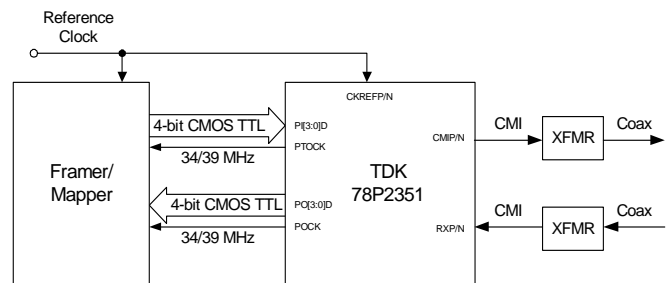 Reference
Clock
CKREFP/N
4-bit CMOS TTL
PI[3:0]D
34/39 MHz
PTOCK
Framer/
Mapper
TDK
78P2351
4-bit CMOS TTL
PO[3:0]D
34/39 MHz
POCK
CMIP/N
CMI
XFMR
Coax
RXP/N
CMI
XFMR
Coax